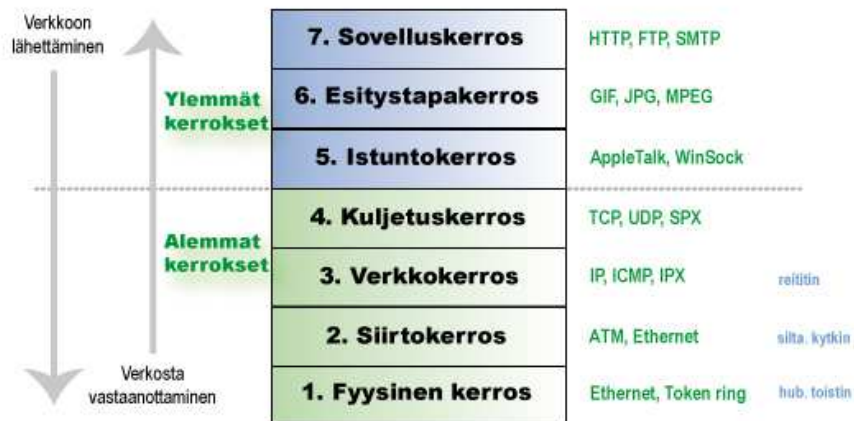 Verkkoon
lähettäminen
7. Sovelluskerros
HTTP, FTP, SMTP
Ylemmät
kerrokset
6. Esitystapakerros
GIF, JPG, MPEG
5. Istuntokerros
AppleTalk, WinSock
4. Kuljetuskerros
TCP, UDP, SPX
Alemmat
kerrokset
3. Verkkokerros
IP, ICMP, IPX
reititin
2. Siirtokerros
ATM, Ethernet
silta. kytkin
Verkosta
vastaanottaminen
1. Fyysinen kerros
Ethernet, Token ring
hub. toistin